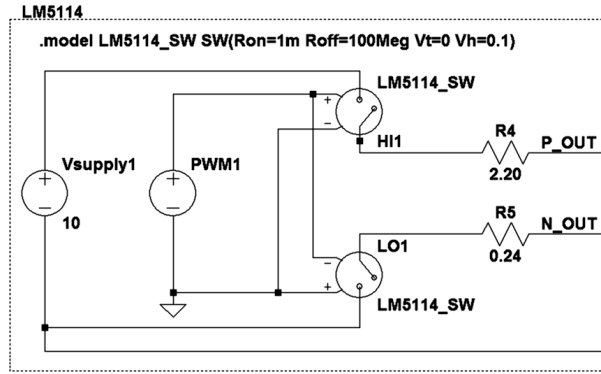 LM5114
.model LM5114_SW SW(Ron=1m Roff=100Meg Vt=0 Vh=0.1)
LM5114_SW
+
−
HI1
R4
P_OUT
2.20
Vsupply1
+
−
10
PWM1
+
−
R5
N_OUT
0.24
LO1
−
+
LM5114_SW